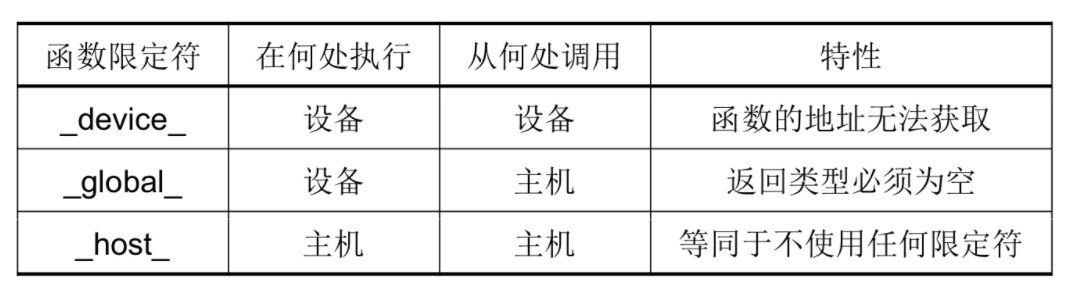 函数限定符 在何处执行 从何处调用 特性
_device_ 设备 设备 函数的地址无法获取
_global_ 设备 主机 返回类型必须为空
_host_ 主机 主机 等同于不使用任何限定符